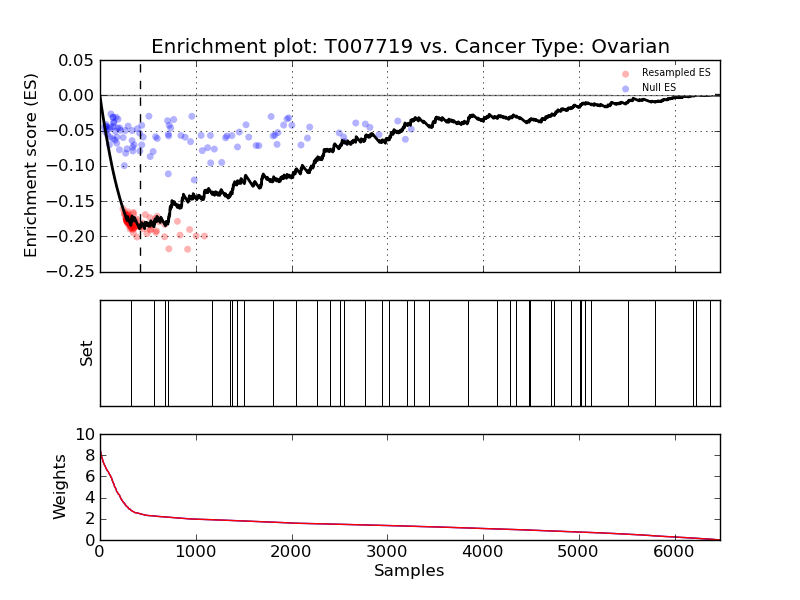 Enrichment plot: T007719 vs. Cancer Type: Ovarian
Enrichment score (ES)
0.05
0.00
−0.05
−0.10
−0.15
−0.20
−0.25
Resampled ES
Null ES
Set
Weights
10
8
6
4
2
0
0 1000 2000 3000 4000 5000 6000
Samples